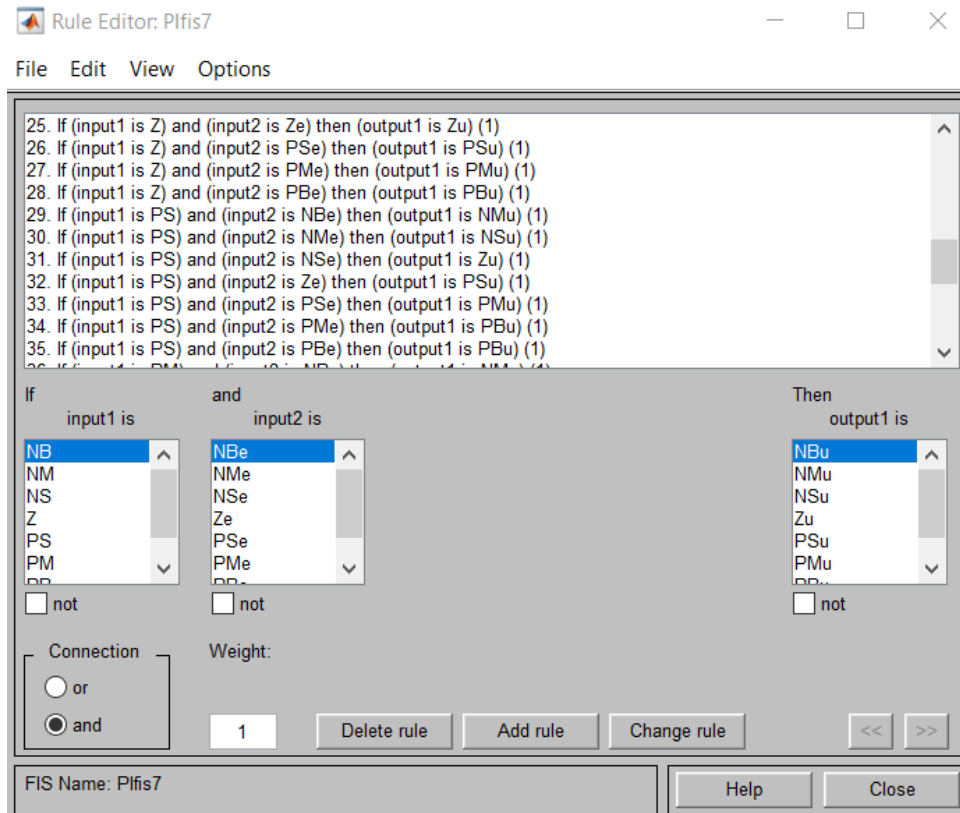 Rule Editor: PIfis7
File Edit View Options
25. If (input1 is Z) and (input2 is Ze) then (output1 is Zu) (1)
26. If (input1 is Z) and (input2 is PSe) then (output1 is PSu) (1)
27. If (input1 is Z) and (input2 is PMe) then (output1 is PMu) (1)
28. If (input1 is Z) and (input2 is PBe) then (output1 is PBu) (1)
29. If (input1 is PS) and (input2 is NBe) then (output1 is NMu) (1)
30. If (input1 is PS) and (input2 is NMe) then (output1 is NSu) (1)
31. If (input1 is PS) and (input2 is NSe) then (output1 is Zu) (1)
32. If (input1 is PS) and (input2 is Ze) then (output1 is PSu) (1)
33. If (input1 is PS) and (input2 is PSe) then (output1 is PMu) (1)
34. If (input1 is PS) and (input2 is PMe) then (output1 is PBu) (1)
35. If (input1 is PS) and (input2 is PBe) then (output1 is PBu) (1)
If and Then
input1 is input2 is output1 is
NB NBe NBu
NM NMe NMu
NS NSe NSu
Z Ze Zu
PS PSe PSu
PM PMe PMu
not not not
Connection Weight:
or
and 1 Delete rule Add rule Change rule << >>
FIS Name: PIfis7 Help Close